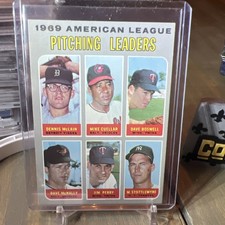 1969 AMERICAN LEAGUE
PITCHING LEADERS
DENNIS McLAIN
MIKE CUELLAR
DAVE BOSWELL
DAVE McNALLY
JIM PERRY
M STOTTLEMYRE